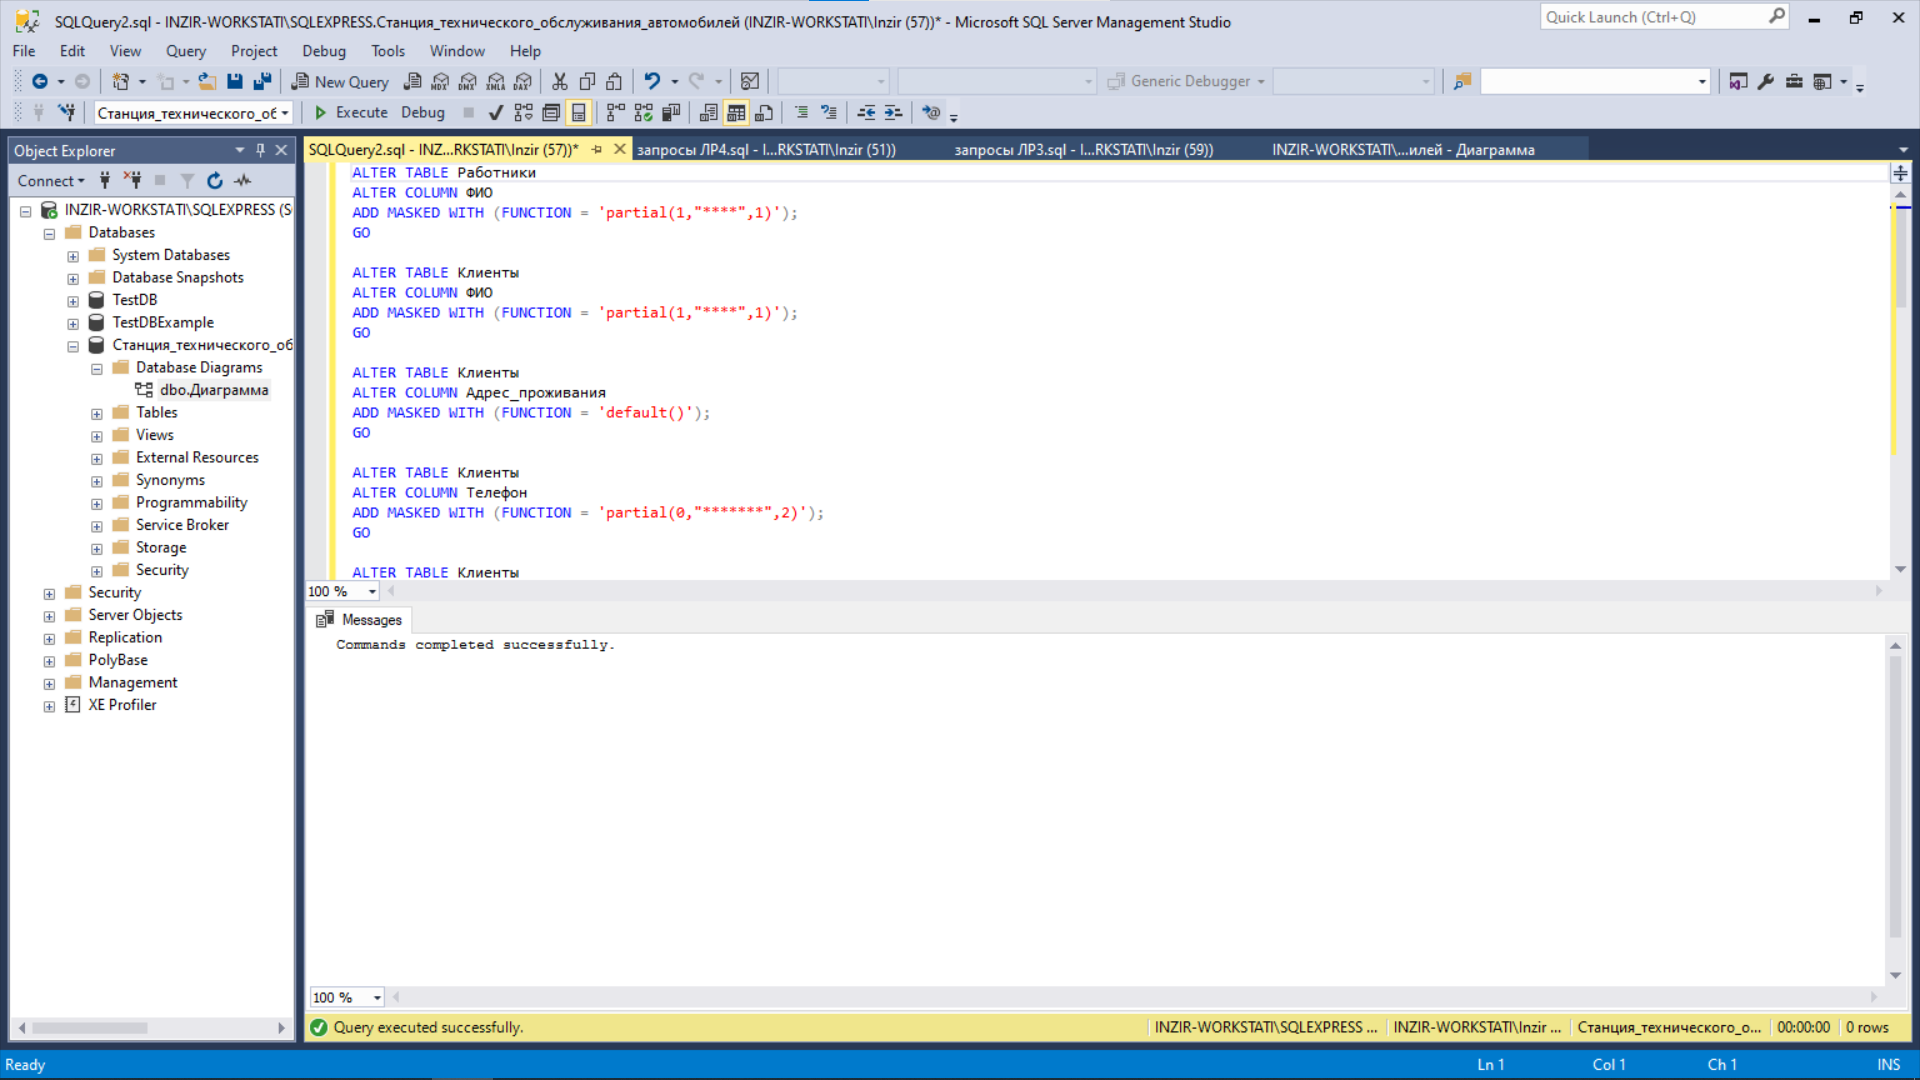 SQLQuery2.sql - INZIR-WORKSTATI\SQLEXPRESS.Станция_технического_обслуживания_автомобилей (INZIR-WORKSTATI\Inzir (57))* - Microsoft SQL Server Management Studio
Quick Launch (Ctrl+Q)
File Edit View Query Project Debug Tools Window Help
New Query
MDX DMX XMLA DAX
Generic Debugger
Станция_технического_об
Execute Debug
Object Explorer
SQLQuery2.sql - INZ...RKSTATI\Inzir (57))*
запросы ЛР4.sql - I...RKSTATI\Inzir (51))
запросы ЛР3.sql - I...RKSTATI\Inzir (59))
INZIR-WORKSTATI\...илей - Диаграмма
Connect
INZIR-WORKSTATI\SQLEXPRESS (S
Databases
System Databases
Database Snapshots
TestDB
TestDBExample
Станция_технического_об
Database Diagrams
dbo.Диаграмма
Tables
Views
External Resources
Synonyms
Programmability
Service Broker
Storage
Security
Security
Server Objects
Replication
PolyBase
Management
XE Profiler
ALTER TABLE Работники
ALTER COLUMN ФИО
ADD MASKED WITH (FUNCTION = 'partial(1,"****",1)');
GO
ALTER TABLE Клиенты
ALTER COLUMN ФИО
ADD MASKED WITH (FUNCTION = 'partial(1,"****",1)');
GO
ALTER TABLE Клиенты
ALTER COLUMN Адрес_проживания
ADD MASKED WITH (FUNCTION = 'default()');
GO
ALTER TABLE Клиенты
ALTER COLUMN Телефон
ADD MASKED WITH (FUNCTION = 'partial(0,"*******",2)');
GO
ALTER TABLE Клиенты
100 %
Messages
Commands completed successfully.
100 %
Query executed successfully.
INZIR-WORKSTATI\SQLEXPRESS ...
INZIR-WORKSTATI\Inzir ...
Станция_технического_о...
00:00:00
0 rows
Ready
Ln 1
Col 1
Ch 1
INS